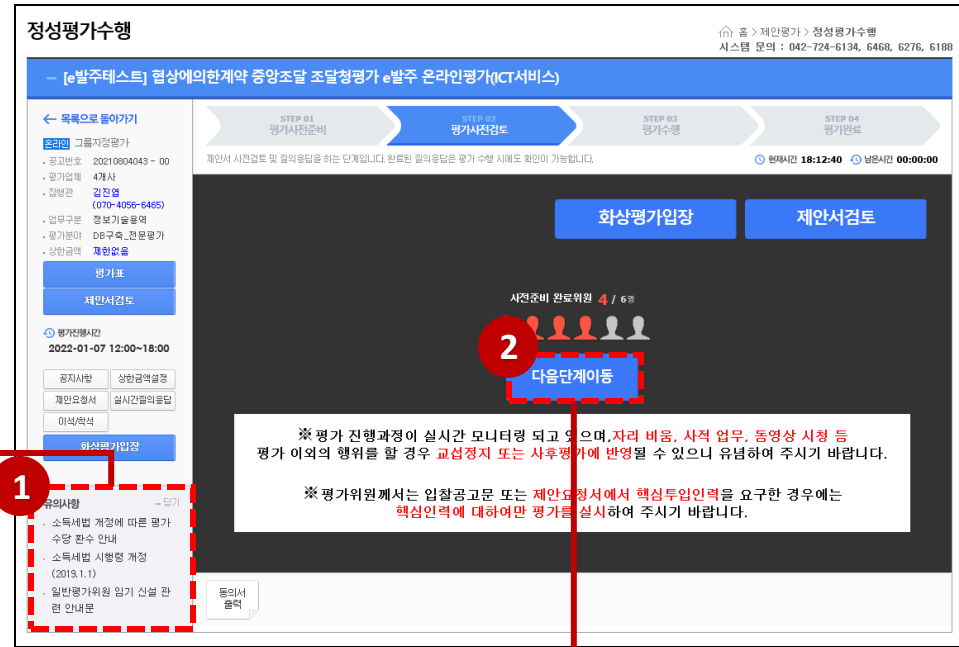 정성평가수행
홈 > 제안평가 > 정성평가수행
시스템 문의 : 042-724-6134, 6468, 6276, 6188
[e발주테스트] 협상에의한계약 중앙조달 조달청평가 e발주 온라인평가(ICT서비스)
← 목록으로 돌아가기
온라인 그룹지정평가
· 공고번호 20210804043 - 00
· 평가업체 4개사
· 집행관 김진엽
(070-4056-6465)
· 업무구분 정보기술용역
· 평가분야 DB구축_전문평가
· 상한금액 제한없음
평가표
제안서검토
평가진행시간
2022-01-07 12:00~18:00
공지사항 상한금액설정
제안요청서 실시간질의응답
이석/착석
화상평가입장
1
유의사항 - 닫기
· 소득세법 개정에 따른 평가
수당 환수 안내
· 소득세법 시행령 개정
(2019.1.1)
· 일반평가위원 임기 신설 관
련 안내문
STEP 01
평가사전준비
STEP 02
평가사전검토
STEP 03
평가수행
STEP 04
평가완료
제안서 사전검토 및 질의응답을 하는 단계입니다. 완료된 질의응답은 평가 수행 시에도 확인이 가능합니다.
현재시간 18:12:40 남은시간 00:00:00
화상평가입장 제안서검토
사전준비 완료위원 4 / 6명
2
다음단계이동
※ 평가 진행과정이 실시간 모니터링 되고 있으며,자리 비움, 사적 업무, 동영상 시청 등
평가 이외의 행위를 할 경우 교섭정지 또는 사후평가에 반영될 수 있으니 유념하여 주시기 바랍니다.
※ 평가위원께서는 입찰공고문 또는 제안요청서에서 핵심투입인력을 요구한 경우에는
핵심인력에 대하여만 평가를 실시하여 주시기 바랍니다.
동의서
출력